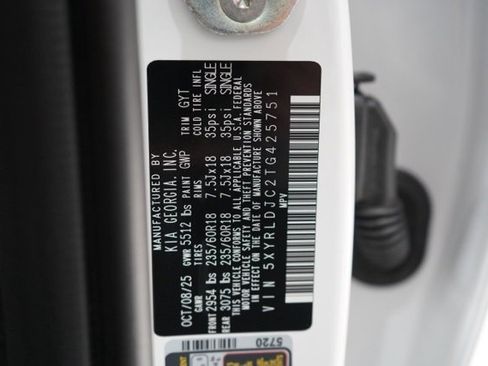 MANUFACTURED BY
KIA GEORGIA, INC.
OCT/08/25 GVWR 5512 lbs PAINT GWP TRIM GYT
GAWR TIRES RIMS COLD TIRE INFL
FRONT 2954 lbs 235/60R18 7.5Jx18 35psi SINGLE
REAR 3075 lbs 235/60R18 7.5Jx18 35psi SINGLE
THIS VEHICLE CONFORMS TO ALL APPLICABLE U.S.A. FEDERAL
MOTOR VEHICLE SAFETY AND THEFT PREVENTION STANDARDS
IN EFFECT ON THE DATE OF MANUFACTURE SHOWN ABOVE
VIN 5XYRLDJC2TG425751
MPV
5720